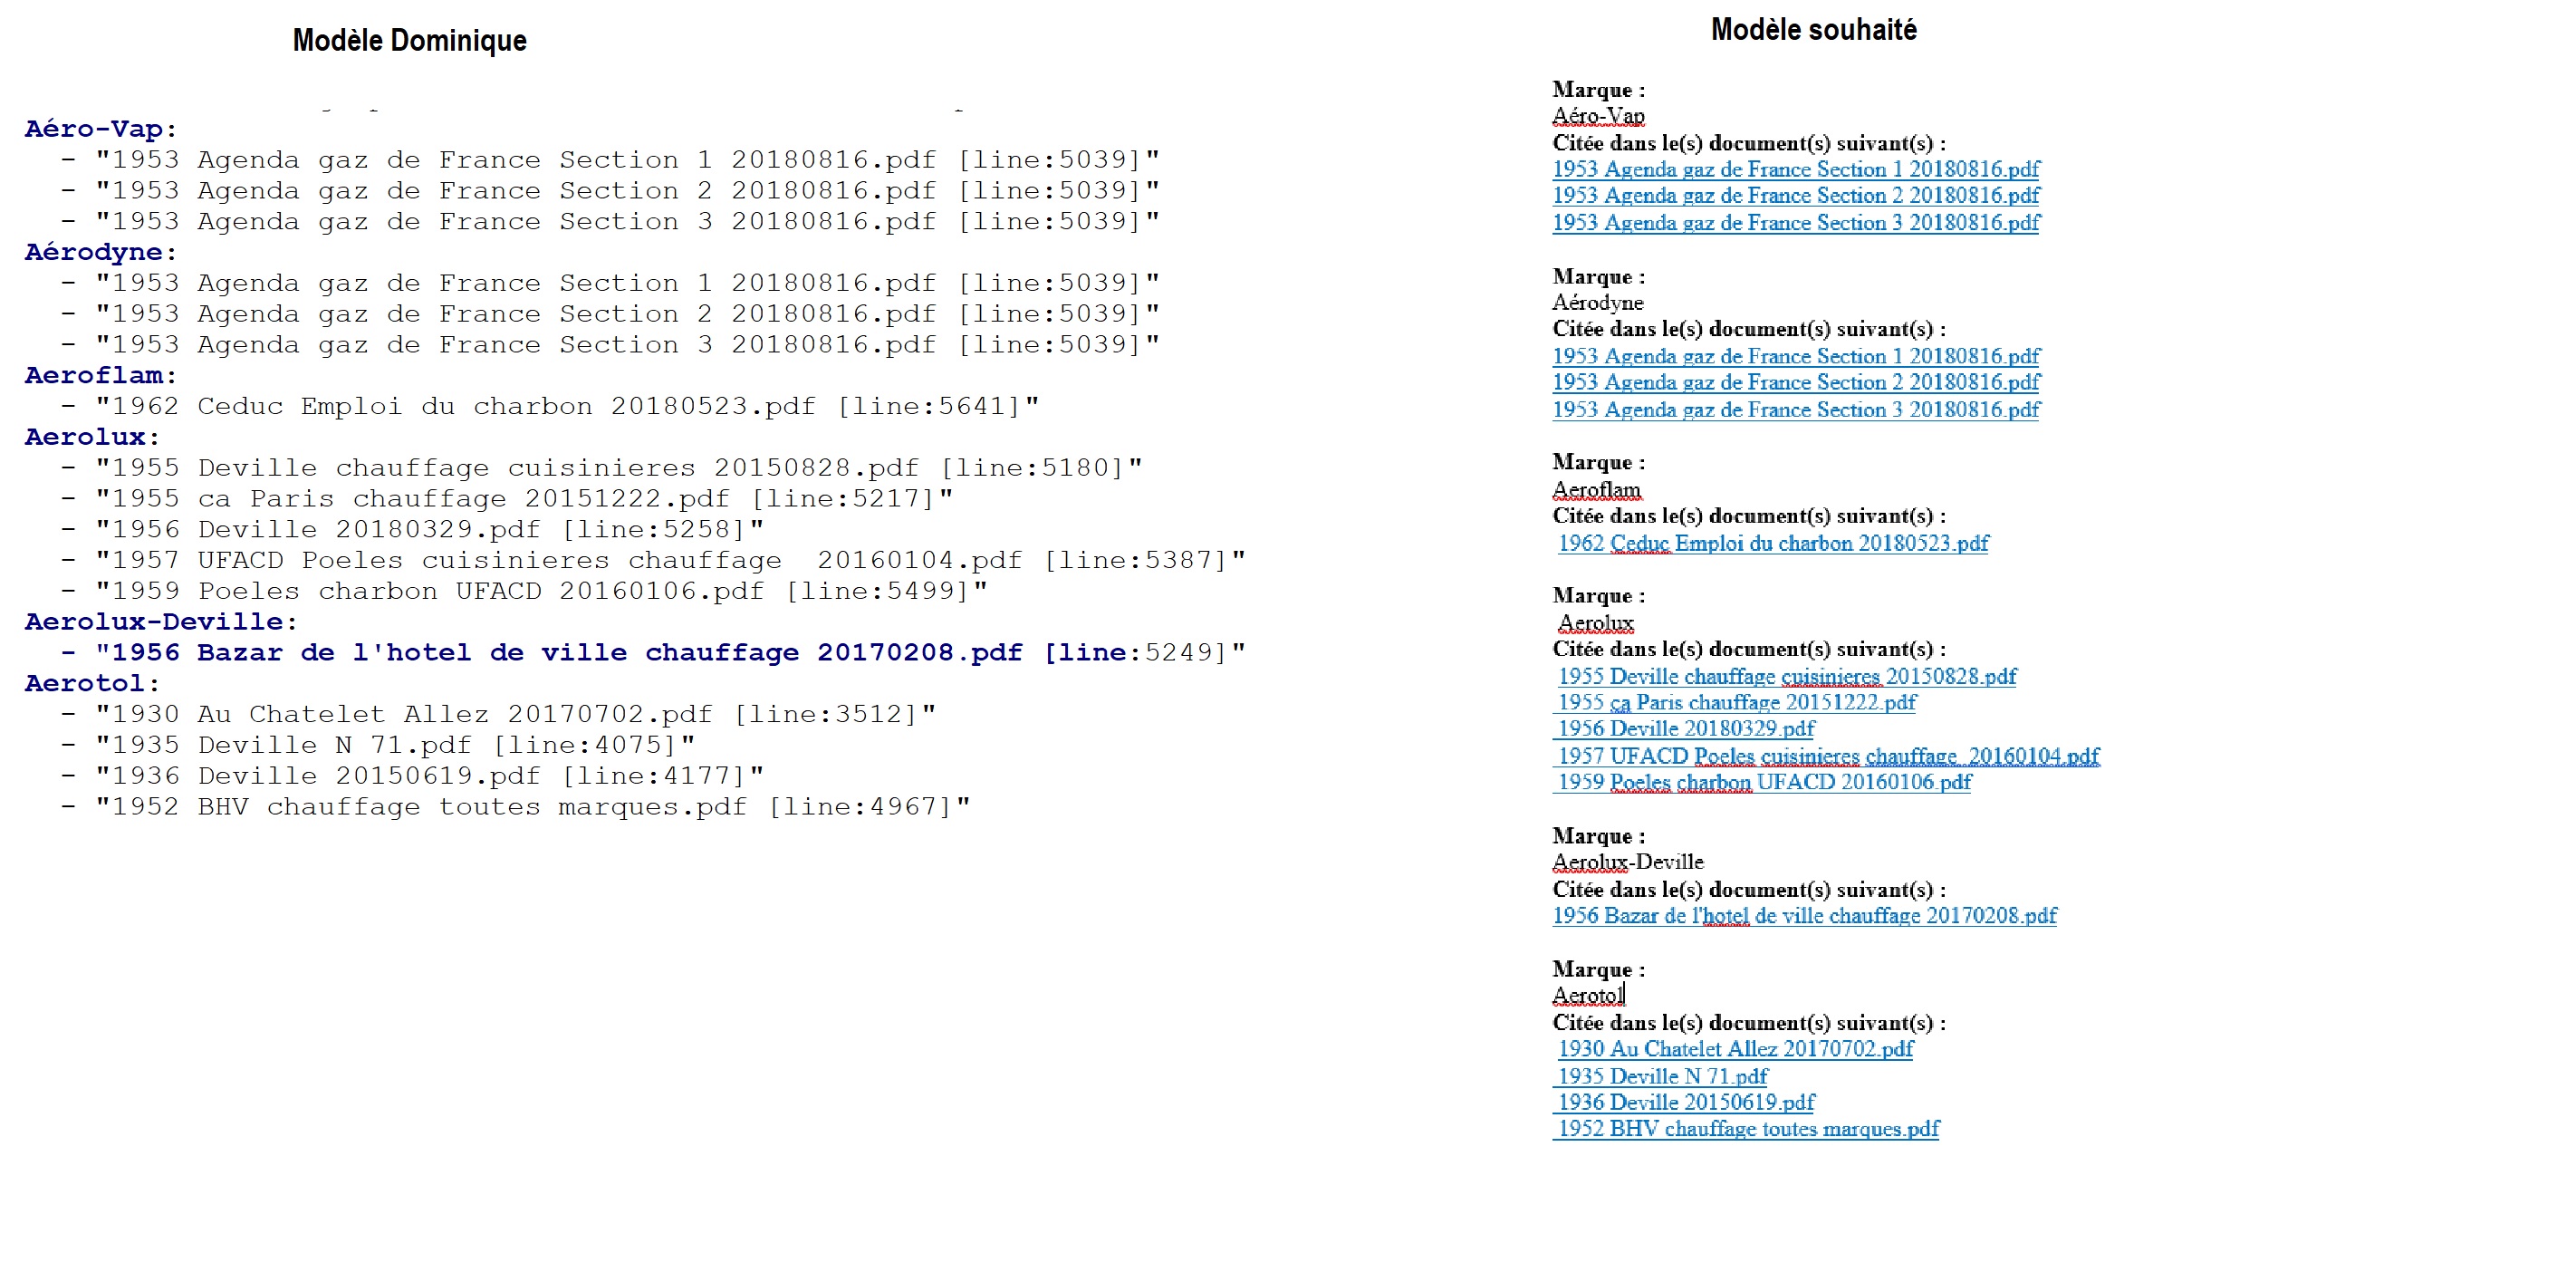 Modèle Dominique
Aéro-Vap:
- "1953 Agenda gaz de France Section 1 20180816.pdf [line:5039]"
- "1953 Agenda gaz de France Section 2 20180816.pdf [line:5039]"
- "1953 Agenda gaz de France Section 3 20180816.pdf [line:5039]"
Aérodyne:
- "1953 Agenda gaz de France Section 1 20180816.pdf [line:5039]"
- "1953 Agenda gaz de France Section 2 20180816.pdf [line:5039]"
- "1953 Agenda gaz de France Section 3 20180816.pdf [line:5039]"
Aeroflam:
- "1962 Ceduc Emploi du charbon 20180523.pdf [line:5641]"
Aerolux:
- "1955 Deville chauffage cuisinieres 20150828.pdf [line:5180]"
- "1955 ca Paris chauffage 20151222.pdf [line:5217]"
- "1956 Deville 20180329.pdf [line:5258]"
- "1957 UFACD Poeles cuisinieres chauffage  20160104.pdf [line:5387]"
- "1959 Poeles charbon UFACD 20160106.pdf [line:5499]"
Aerolux-Deville:
- "1956 Bazar de l'hotel de ville chauffage 20170208.pdf [line:5249]"
Aerotol:
- "1930 Au Chatelet Allez 20170702.pdf [line:3512]"
- "1935 Deville N 71.pdf [line:4075]"
- "1936 Deville 20150619.pdf [line:4177]"
- "1952 BHV chauffage toutes marques.pdf [line:4967]"
Modèle souhaité
Marque :
Aéro-Vap
Citée dans le(s) document(s) suivant(s) :
1953 Agenda gaz de France Section 1 20180816.pdf
1953 Agenda gaz de France Section 2 20180816.pdf
1953 Agenda gaz de France Section 3 20180816.pdf
Marque :
Aérodyne
Citée dans le(s) document(s) suivant(s) :
1953 Agenda gaz de France Section 1 20180816.pdf
1953 Agenda gaz de France Section 2 20180816.pdf
1953 Agenda gaz de France Section 3 20180816.pdf
Marque :
Aeroflam
Citée dans le(s) document(s) suivant(s) :
1962 Ceduc Emploi du charbon 20180523.pdf
Marque :
Aerolux
Citée dans le(s) document(s) suivant(s) :
1955 Deville chauffage cuisinieres 20150828.pdf
1955 ca Paris chauffage 20151222.pdf
1956 Deville 20180329.pdf
1957 UFACD Poeles cuisinieres chauffage  20160104.pdf
1959 Poeles charbon UFACD 20160106.pdf
Marque :
Aerolux-Deville
Citée dans le(s) document(s) suivant(s) :
1956 Bazar de l'hotel de ville chauffage 20170208.pdf
Marque :
Aerotol
Citée dans le(s) document(s) suivant(s) :
1930 Au Chatelet Allez 20170702.pdf
1935 Deville N 71.pdf
1936 Deville 20150619.pdf
1952 BHV chauffage toutes marques.pdf